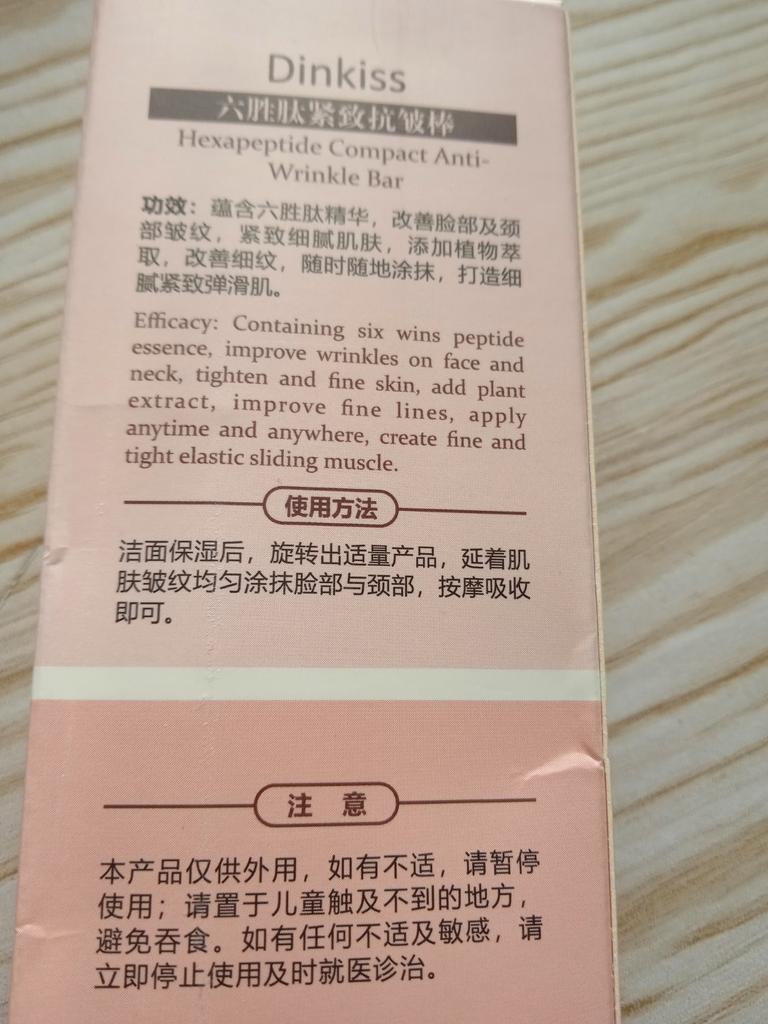 Dinkiss
六胜肽紧致抗皱棒
Hexapeptide Compact Anti-
Wrinkle Bar
功效：蕴含六胜肽精华，改善脸部及颈
部皱纹，紧致细腻肌肤，添加植物萃
取，改善细纹，随时随地涂抹，打造细
腻紧致弹滑肌。
Efficacy: Containing six wins peptide
essence, improve wrinkles on face and
neck, tighten and fine skin, add plant
extract, improve fine lines, apply
anytime and anywhere, create fine and
tight elastic sliding muscle.
使用方法
洁面保湿后，旋转出适量产品，延着肌
肤皱纹均匀涂抹脸部与颈部，按摩吸收
即可。
注 意
本产品仅供外用，如有不适，请暂停
使用；请置于儿童触及不到的地方，
避免吞食。如有任何不适及敏感，请
立即停止使用及时就医诊治。